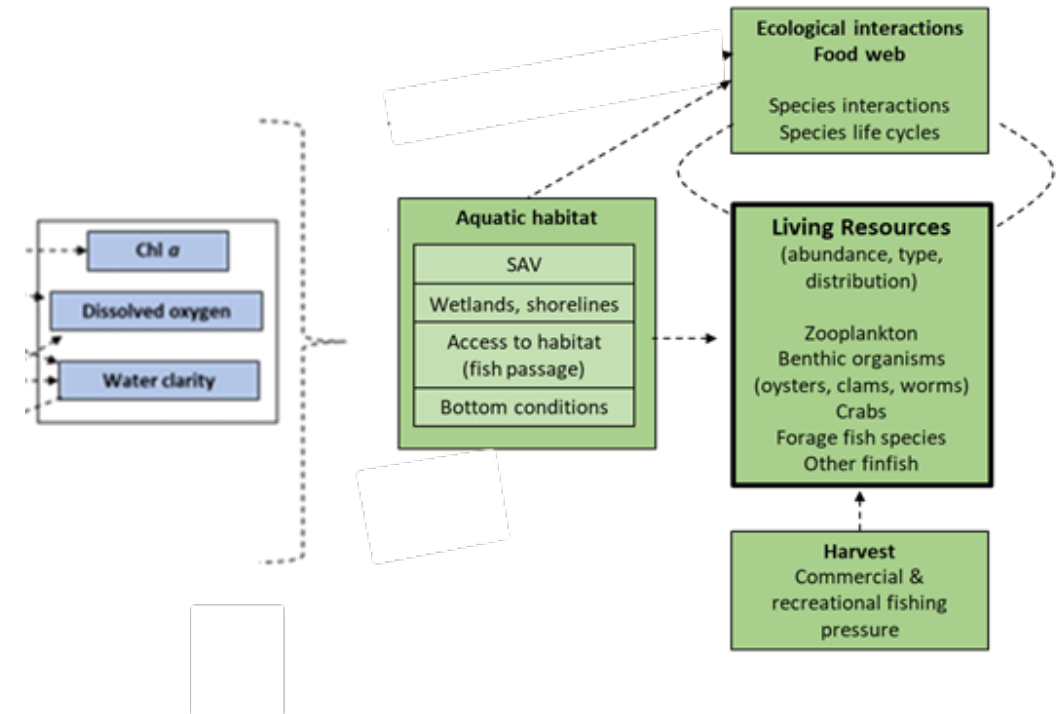 Ecological interactions
Food web
Species interactions
Species life cycles
Chl a
Dissolved oxygen
Water clarity
Aquatic habitat
SAV
Wetlands, shorelines
Access to habitat
(fish passage)
Bottom conditions
Living Resources
(abundance, type,
distribution)
Zooplankton
Benthic organisms
(oysters, clams, worms)
Crabs
Forage fish species
Other finfish
Harvest
Commercial &
recreational fishing
pressure